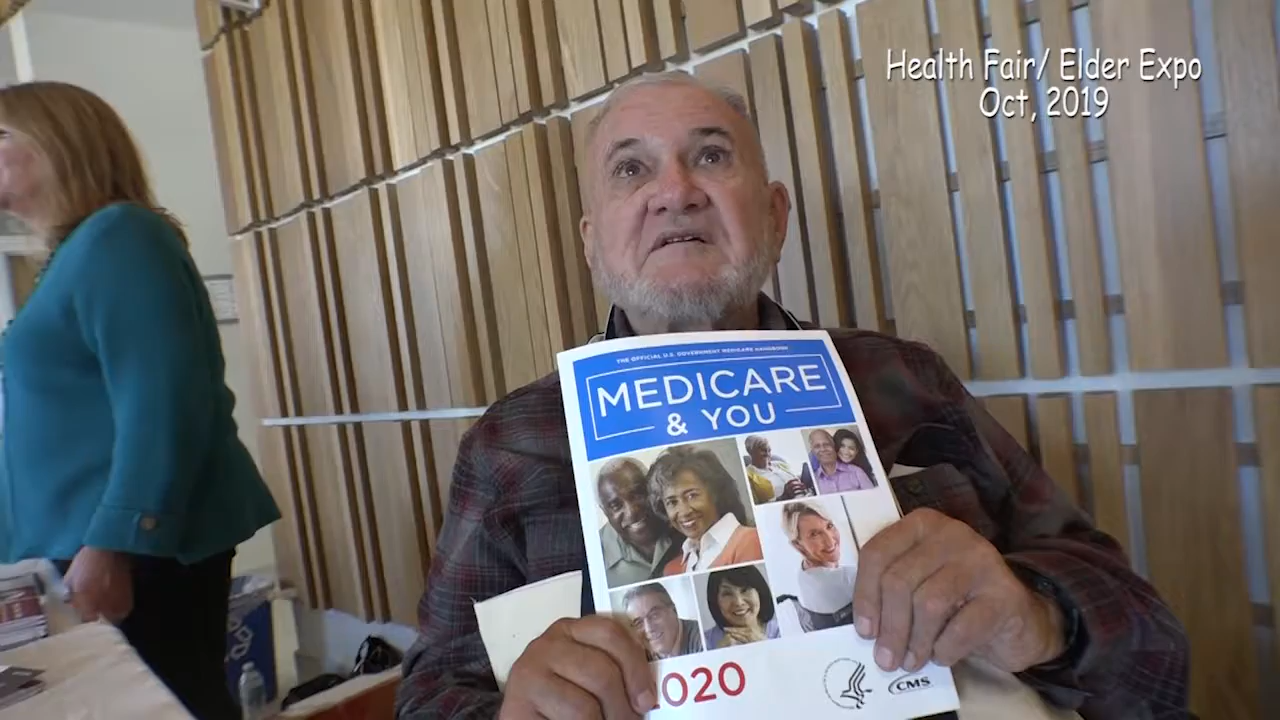 Health Fair/ Elder Expo
Oct, 2019
THE OFFICIAL U.S. GOVERNMENT MEDICARE HANDBOOK
MEDICARE
& YOU
020
CMS